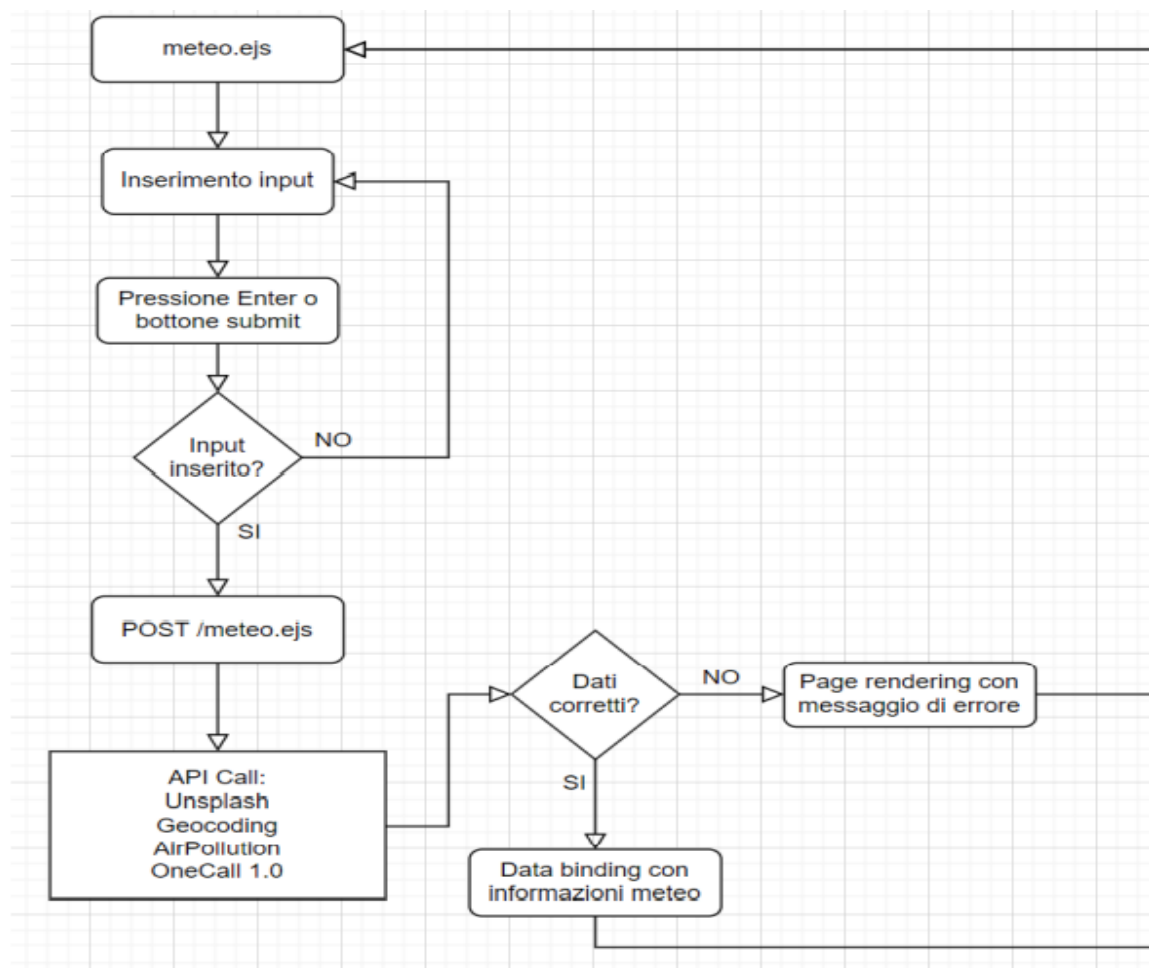 meteo.ejs
Inserimento input
Pressione Enter o
bottone submit
Input
inserito?
NO
SI
POST /meteo.ejs
API Call:
Unsplash
Geocoding
AirPollution
OneCall 1.0
Dati
corretti?
NO
Page rendering con
messaggio di errore
SI
Data binding con
informazioni meteo